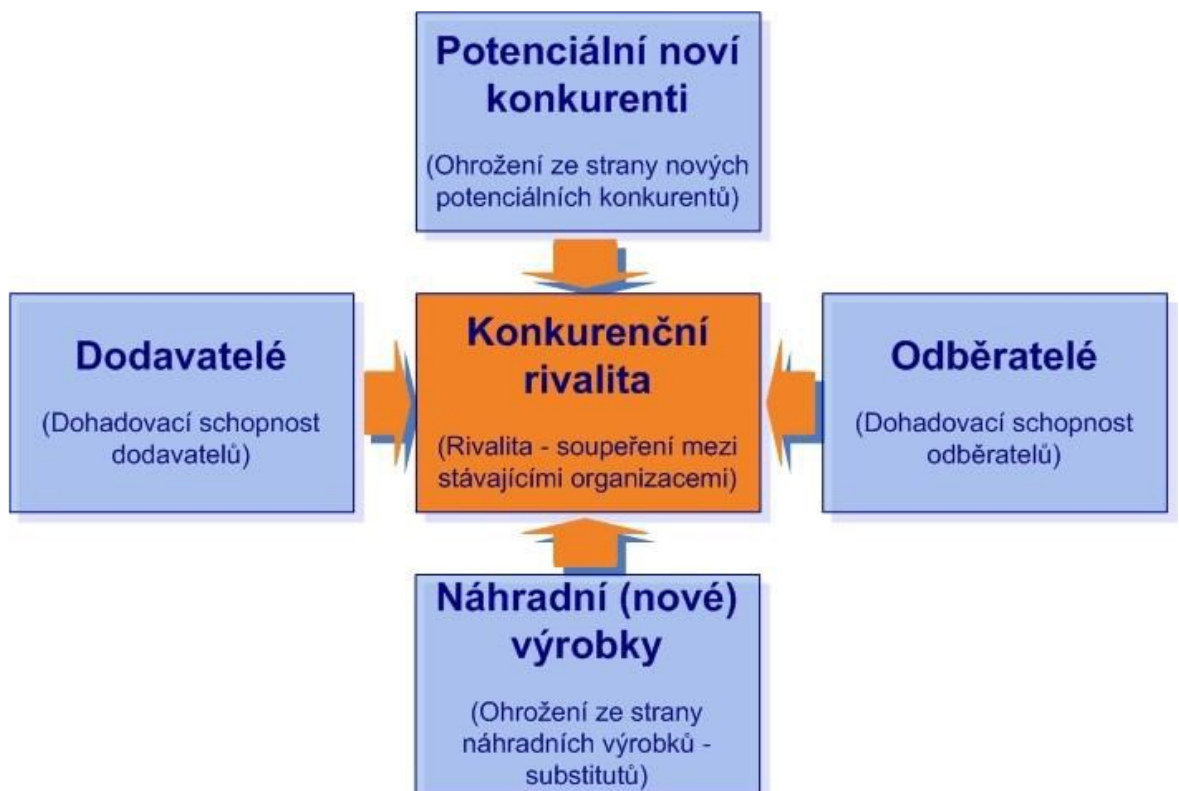 Potenciální noví
konkurenti
(Ohrožení ze strany nových
potenciálních konkurentů)
Dodavatelé
(Dohadovací schopnost
dodavatelů)
Konkurenční
rivalita
(Rivalita - soupeření mezi
stávajícími organizacemi)
Odběratelé
(Dohadovací schopnost
odběratelů)
Náhradní (nové)
výrobky
(Ohrožení ze strany
náhradních výrobků -
substitutů)